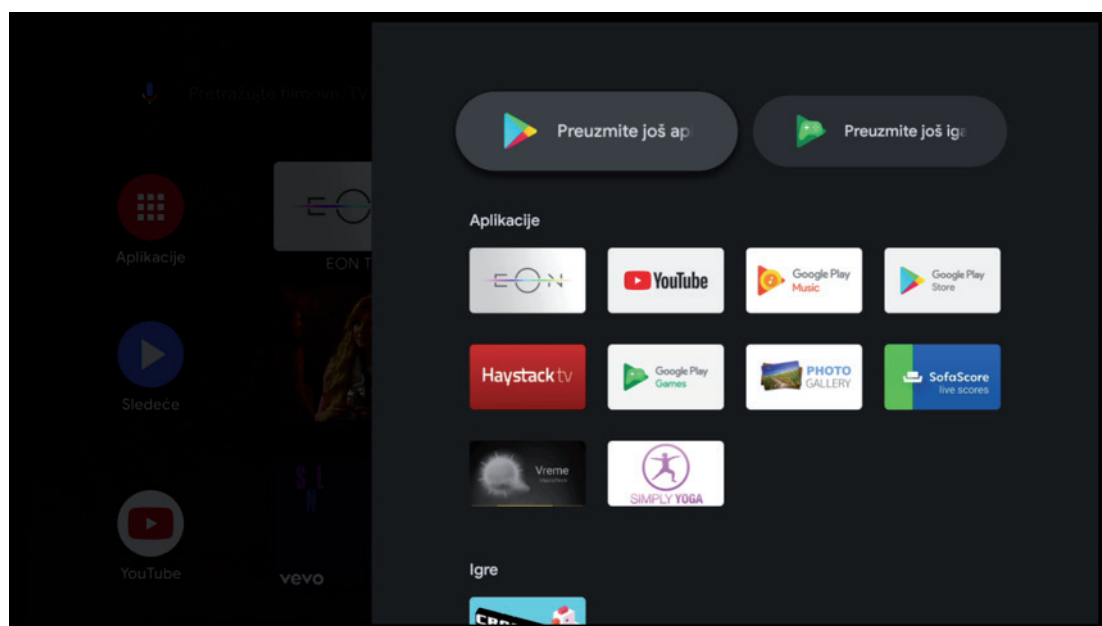 Pretražujte filmove, TV
Preuzmite još ap
Preuzmite još iga
Aplikacije
EON T
Sledeće
YouTube
vevo
Aplikacije
EON
YouTube
Google Play
Music
Google Play
Store
Haystack tv
Google Play
Games
PHOTO
GALLERY
SofaScore
live scores
Vreme
SIMPLY YOGA
Igre